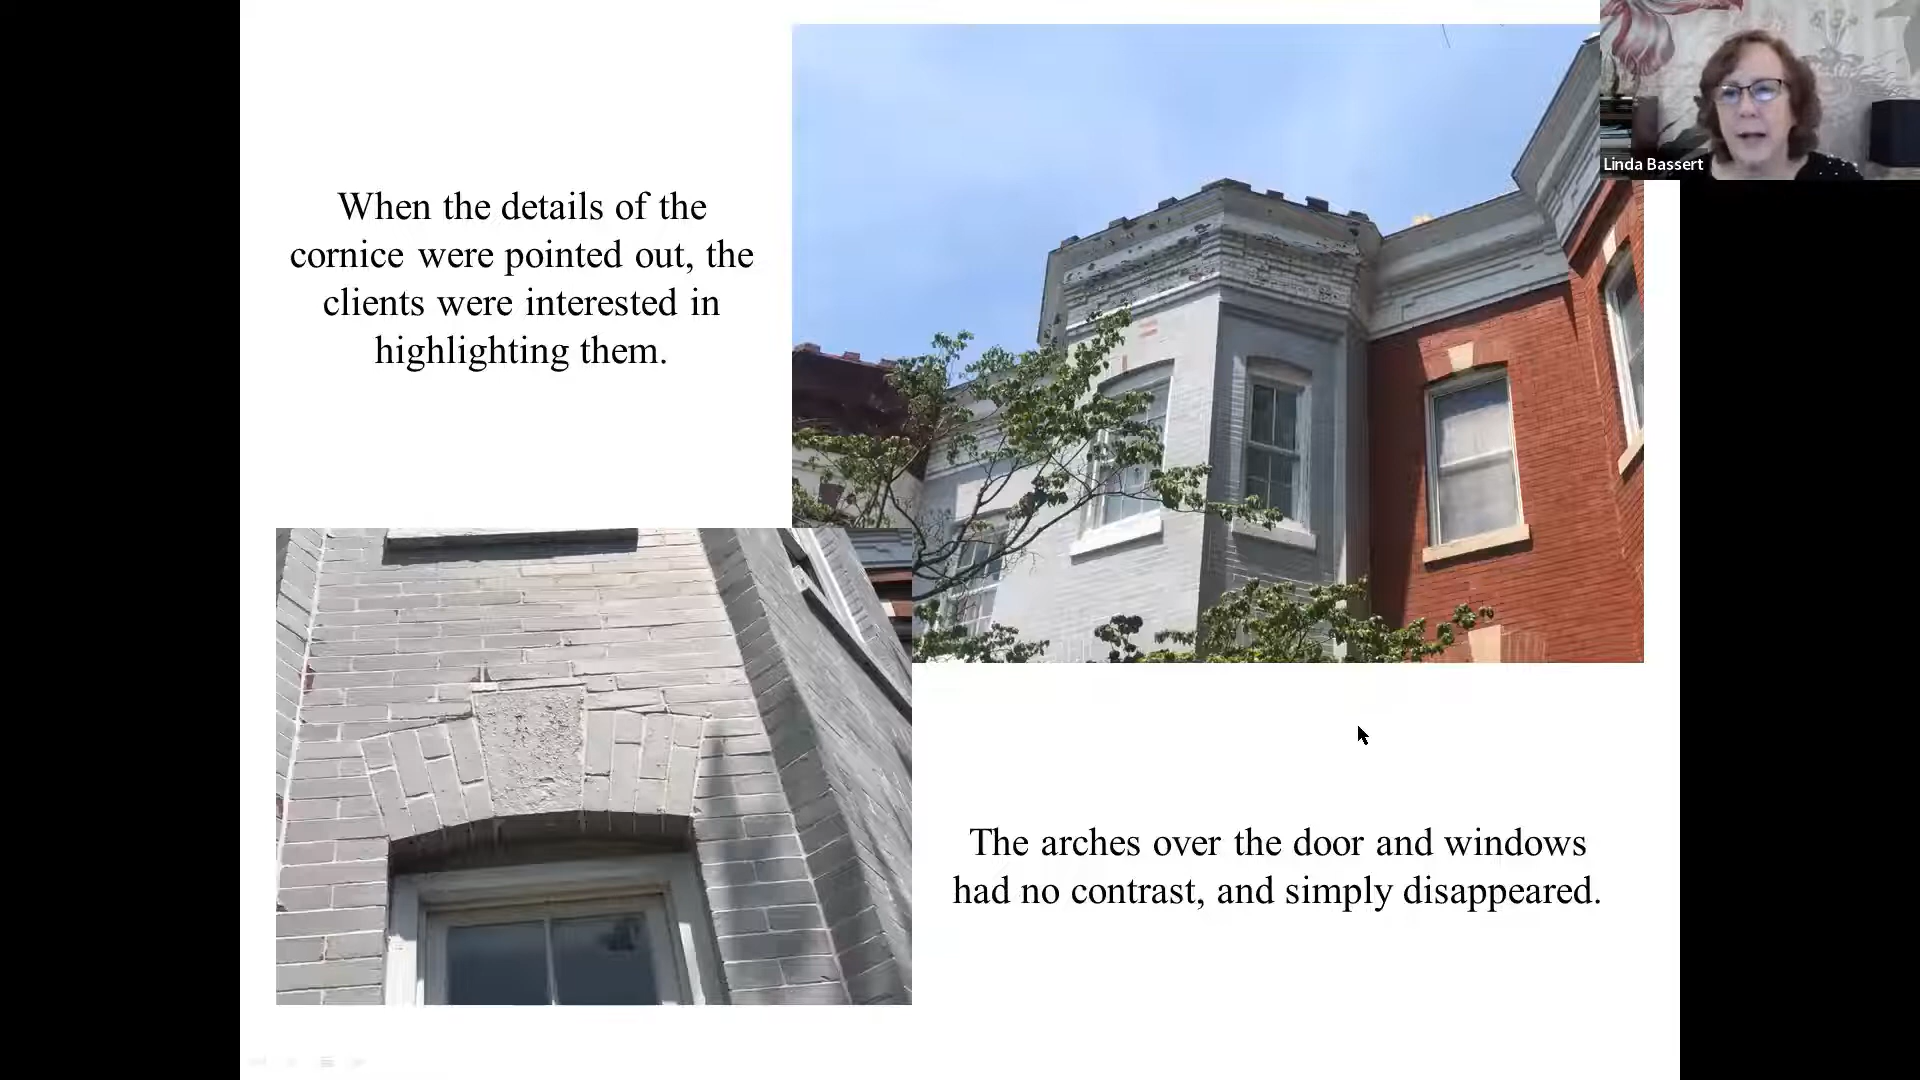 When the details of the
cornice were pointed out, the
clients were interested in
highlighting them.
Linda Bassert
The arches over the door and windows
had no contrast, and simply disappeared.